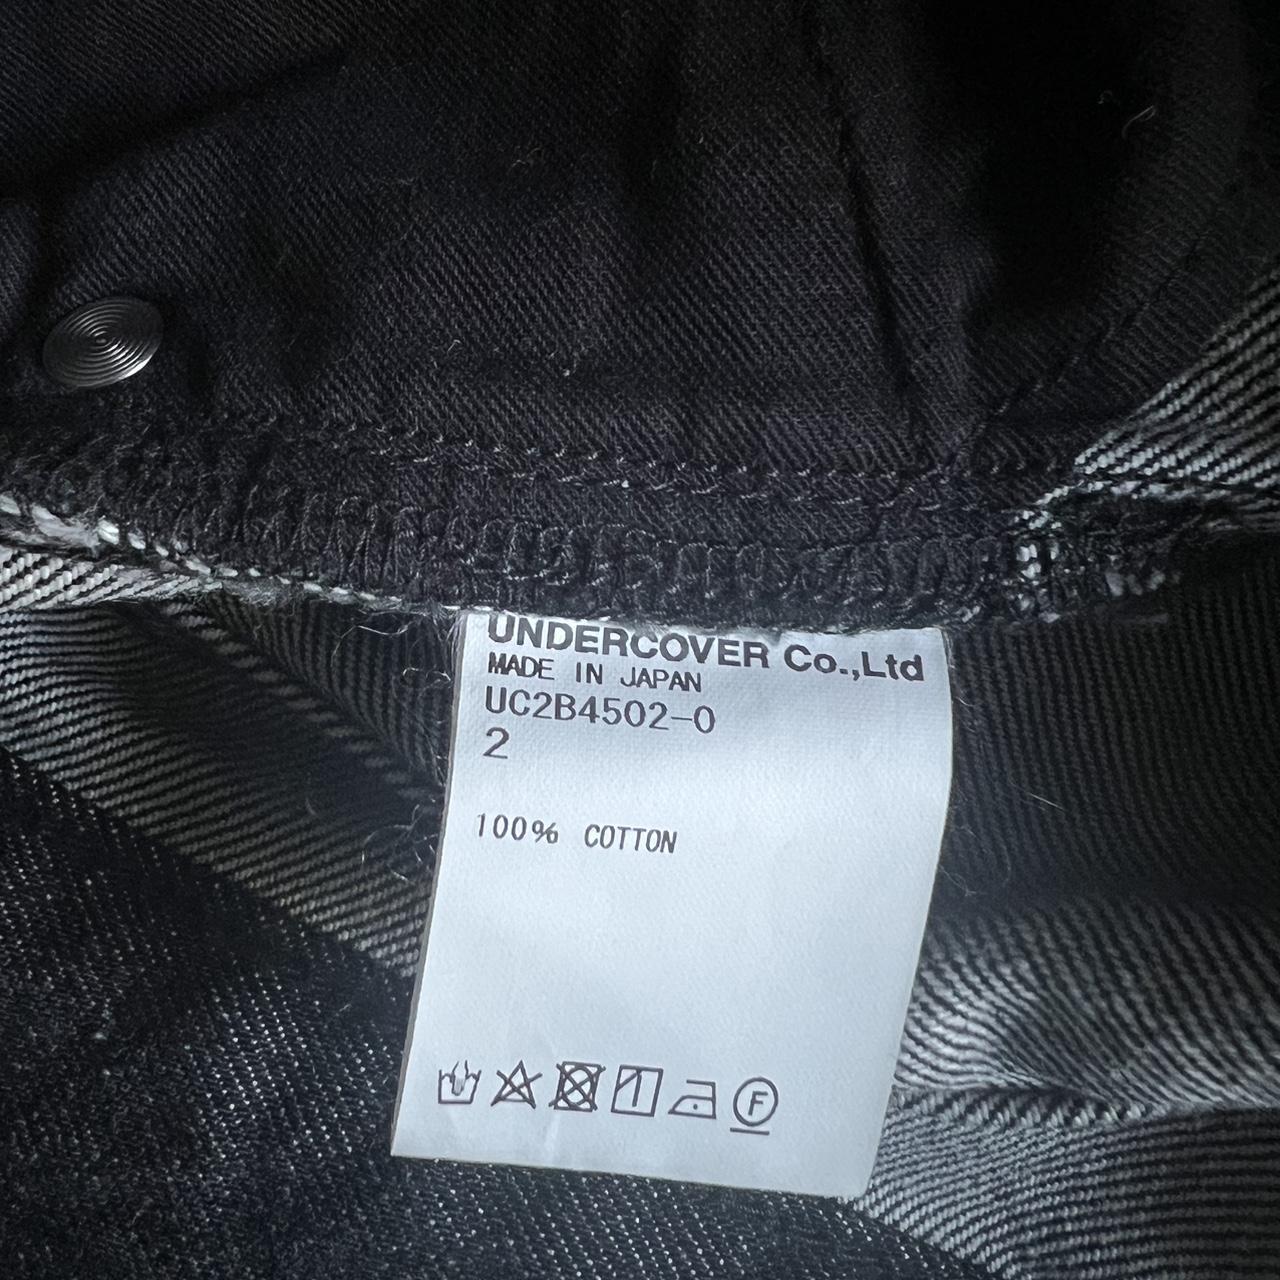 UNDERCOVER Co.,Ltd
MADE IN JAPAN
UC2B4502-0
2
100% COTTON
F